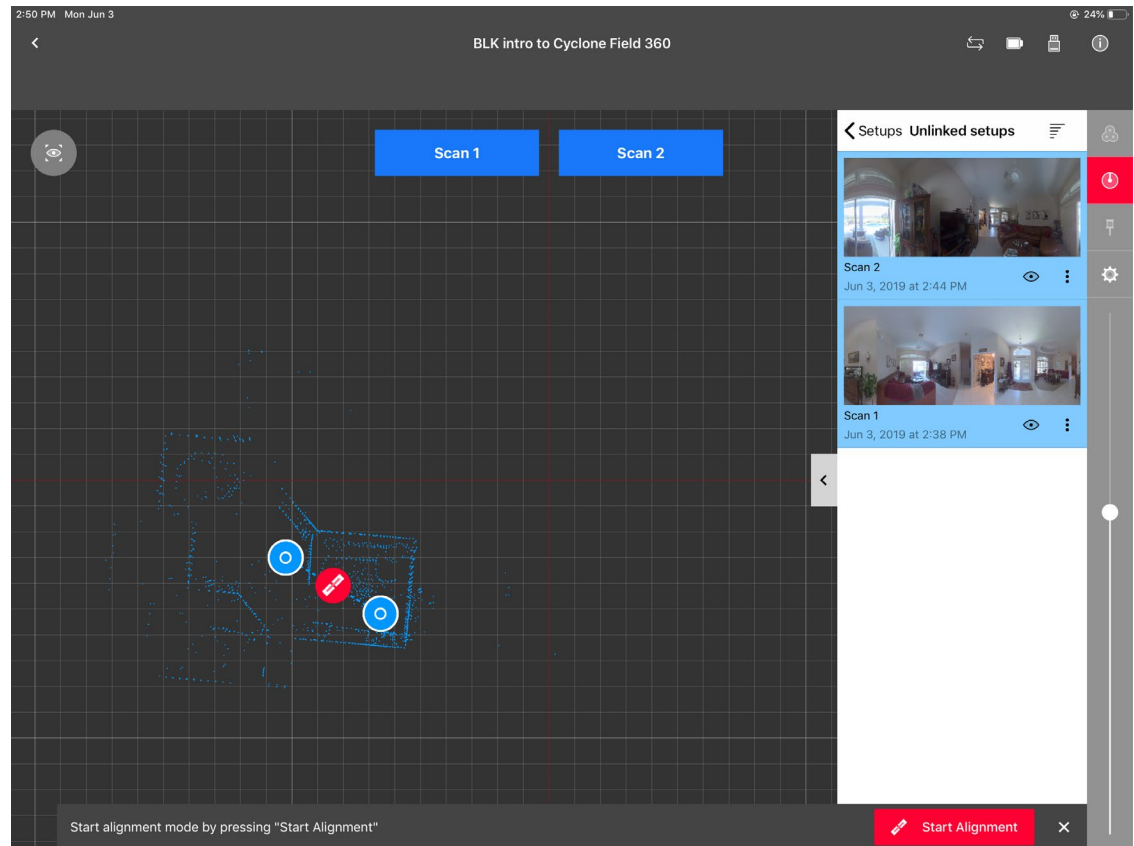 2:50 PM Mon Jun 3
24%
BLK intro to Cyclone Field 360
Scan 1
Scan 2
Setups Unlinked setups
Scan 2
Jun 3, 2019 at 2:44 PM
Scan 1
Jun 3, 2019 at 2:38 PM
Start alignment mode by pressing "Start Alignment"
Start Alignment